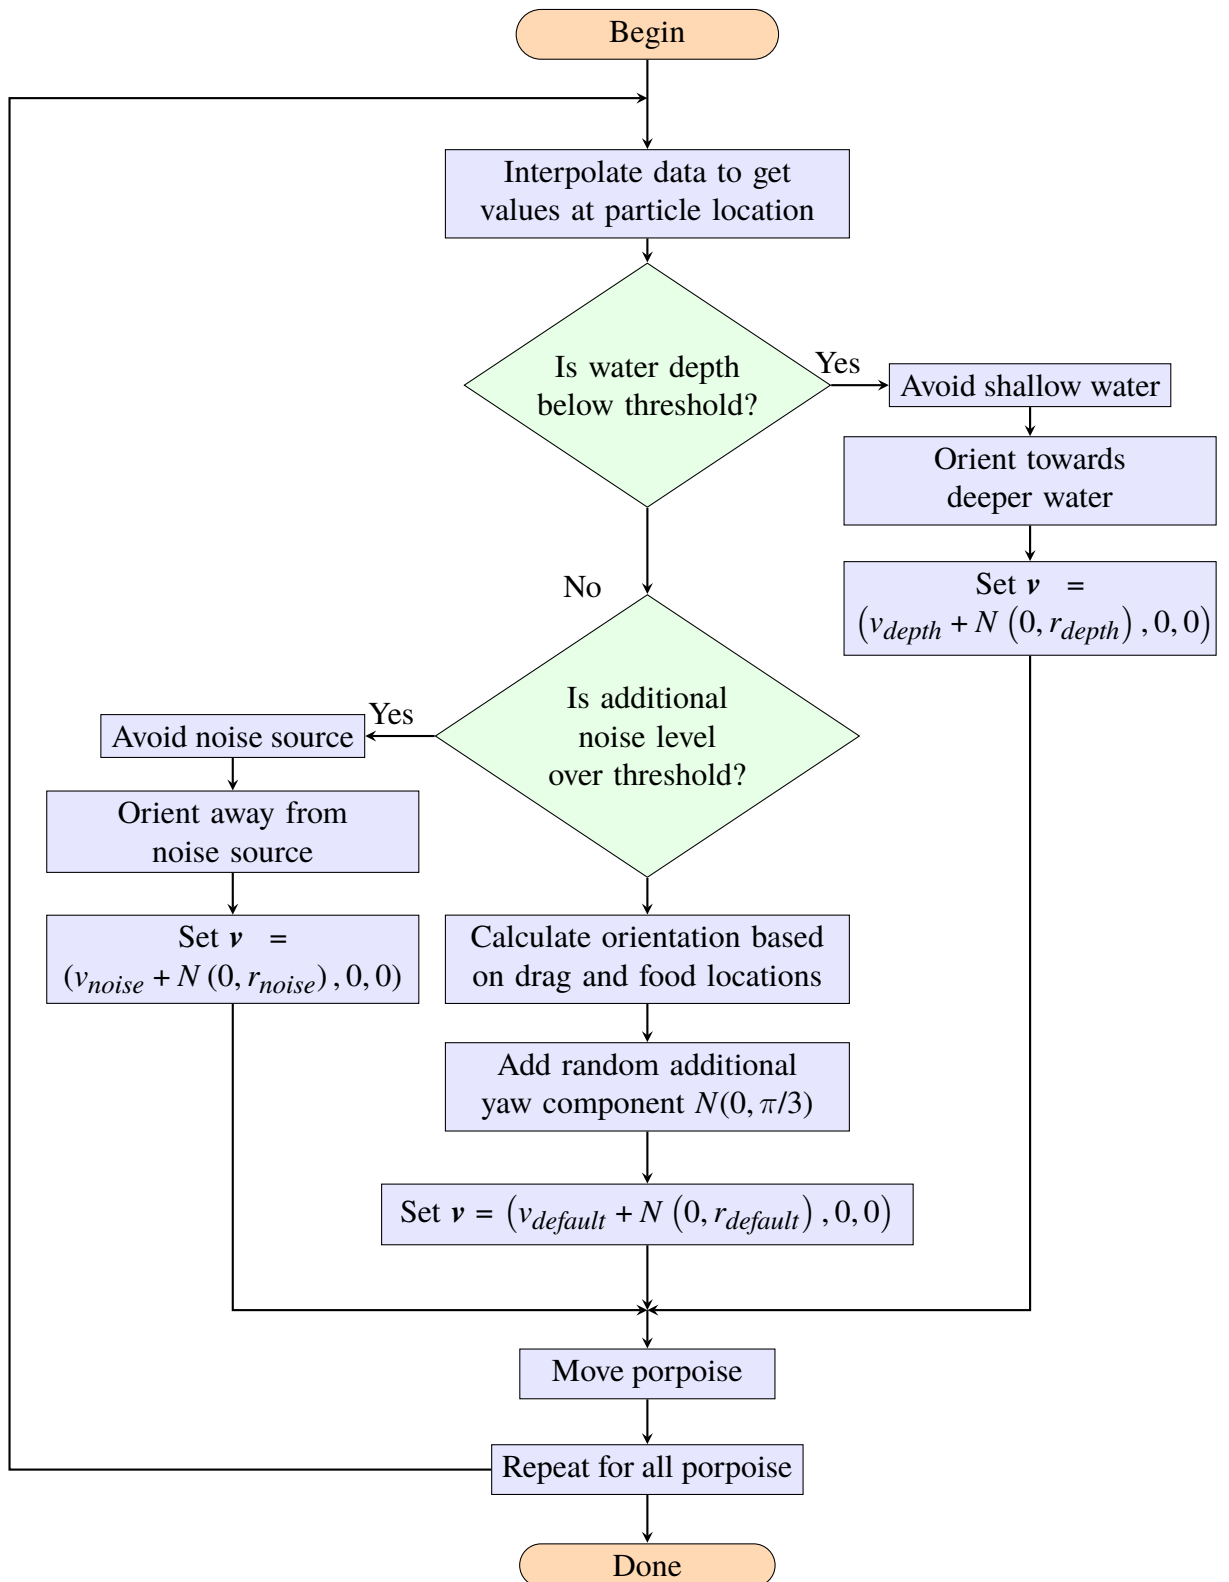 Begin
Interpolate data to get
values at particle location
Is water depth
below threshold?
Yes
Avoid shallow water
Orient towards
deeper water
Set v =
(v_depth + N (0, r_depth) , 0, 0)
No
Is additional
noise level
over threshold?
Yes
Avoid noise source
Orient away from
noise source
Set v =
(v_noise + N (0, r_noise) , 0, 0)
Calculate orientation based
on drag and food locations
Add random additional
yaw component N(0, π/3)
Set v = (v_default + N (0, r_default) , 0, 0)
Move porpoise
Repeat for all porpoise
Done